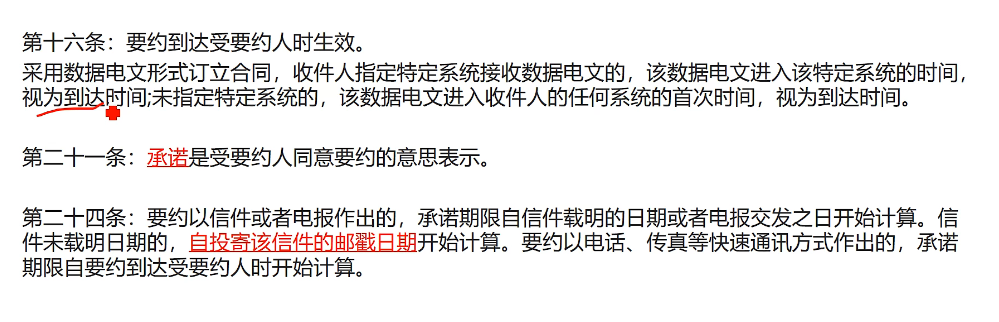 第十六条：要约到达受要约人时生效。
采用数据电文形式订立合同，收件人指定特定系统接收数据电文的，该数据电文进入该特定系统的时间，
视为到达时间;未指定特定系统的，该数据电文进入收件人的任何系统的首次时间，视为到达时间。
第二十一条：承诺是受要约人同意要约的意思表示。
第二十四条：要约以信件或者电报作出的，承诺期限自信件载明的日期或者电报交发之日开始计算。信
件未载明日期的，自投寄该信件的邮戳日期开始计算。要约以电话、传真等快速通讯方式作出的，承诺
期限自要约到达受要约人时开始计算。